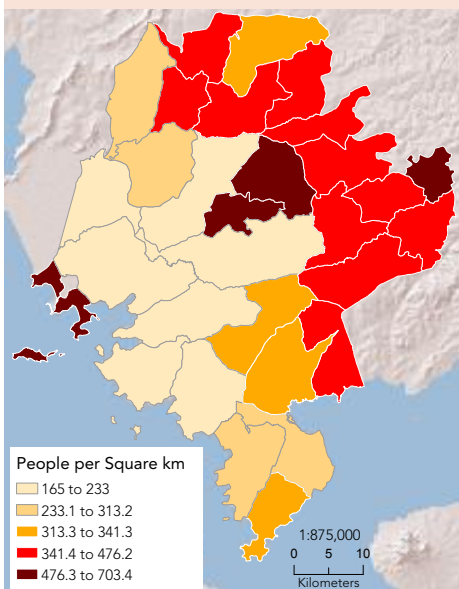 People per Square km
165 to 233
233.1 to 313.2
313.3 to 341.3
341.4 to 476.2
476.3 to 703.4
1:875,000
0 5 10
Kilometers